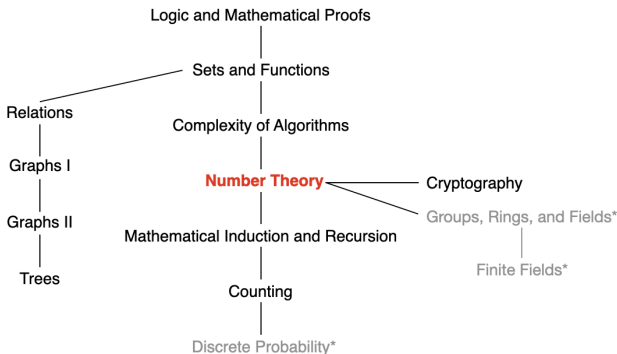 Logic and Mathematical Proofs
Sets and Functions
Relations
Complexity of Algorithms
Graphs I
Number Theory
Cryptography
Groups, Rings, and Fields*
Graphs II
Mathematical Induction and Recursion
Finite Fields*
Trees
Counting
Discrete Probability*